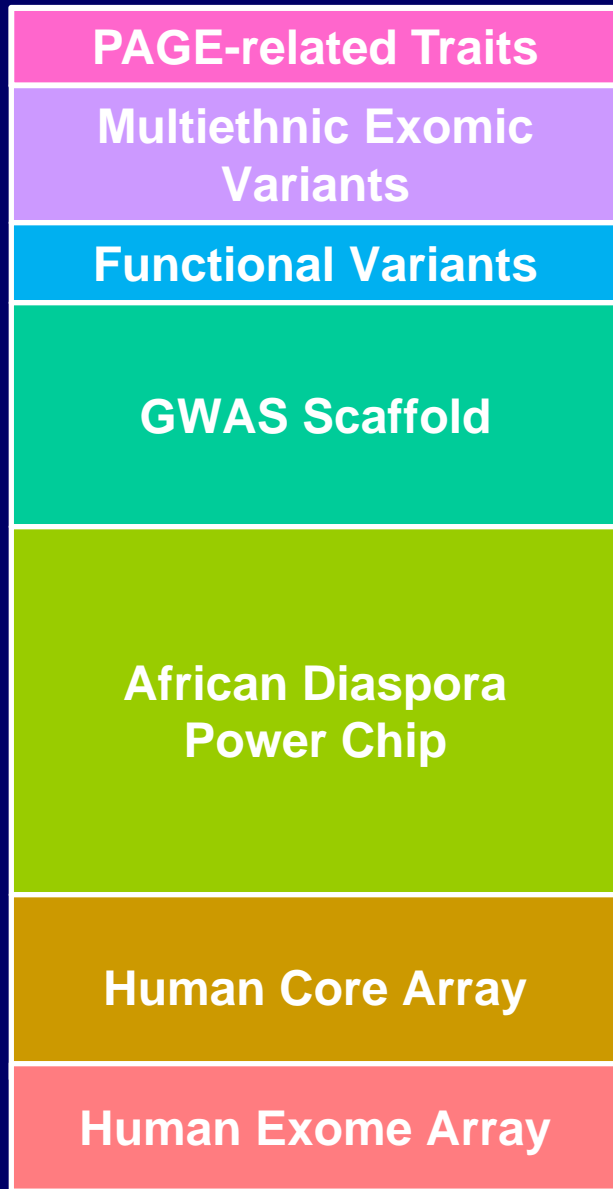 PAGE-related Traits
Multiethnic Exomic
Variants
Functional Variants
GWAS Scaffold
African Diaspora
Power Chip
Human Core Array
Human Exome Array